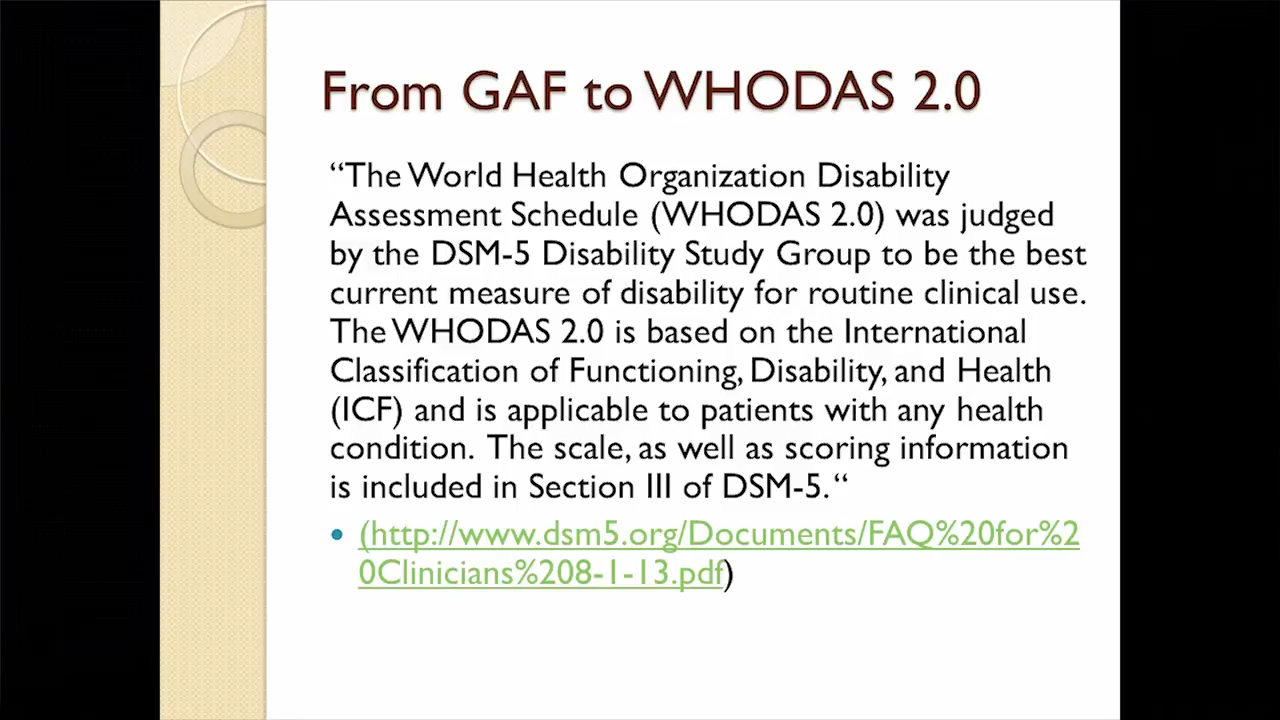 From GAF to WHODAS 2.0
“The World Health Organization Disability
Assessment Schedule (WHODAS 2.0) was judged
by the DSM-5 Disability Study Group to be the best
current measure of disability for routine clinical use.
The WHODAS 2.0 is based on the International
Classification of Functioning, Disability, and Health
(ICF) and is applicable to patients with any health
condition. The scale, as well as scoring information
is included in Section III of DSM-5. “
• (http://www.dsm5.org/Documents/FAQ%20for%2
0Clinicians%208-1-13.pdf)